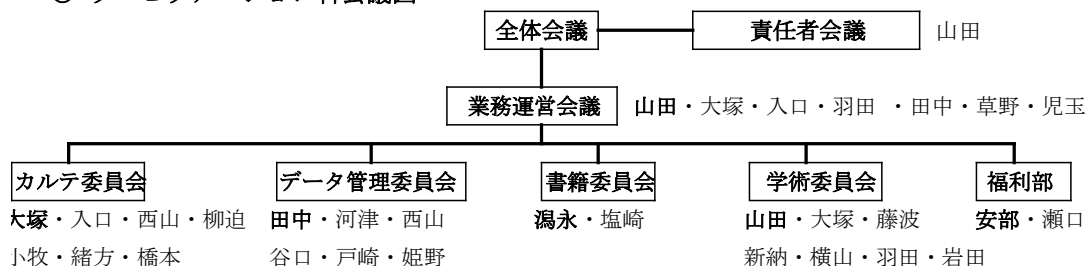 全体会議 責任者会議 山田
業務運営会議 山田・大塚・入口・羽田 ・田中・草野・児玉
カルテ委員会 データ管理委員会 書籍委員会 学術委員会 福利部
大塚・入口・西山・柳迫 田中・河津・西山 潟永・塩崎 山田・大塚・藤波 安部・瀬口
小牧・緒方・橋本 谷口・戸崎・姫野 新納・横山・羽田・岩田